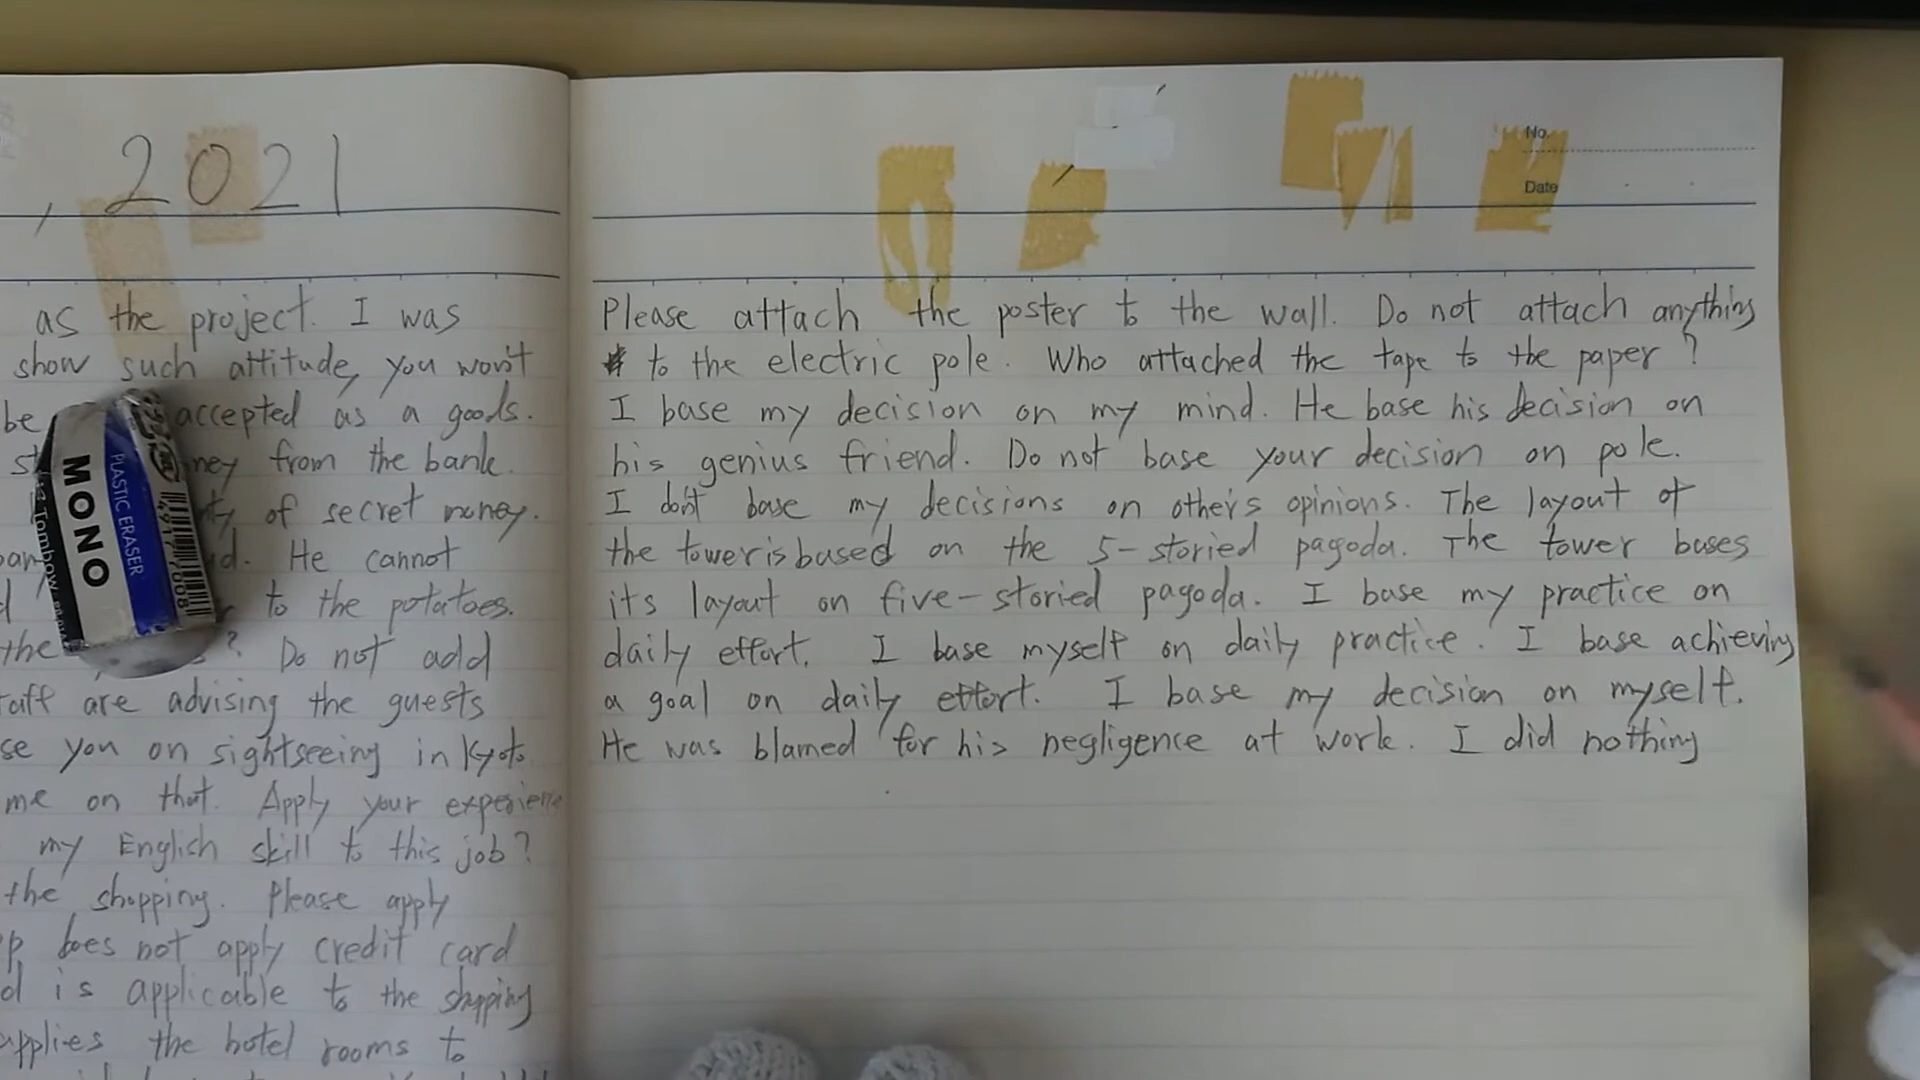 , 2021
as the project. I was
show such attitude, you won't
be accepted as a goods.
from the bank.
of secret money.
He cannot
to the potatoes.
the ? Do not add
are advising the guests
you on sightseeing in Kyoto
me on that. Apply your experience
my English skill to this job?
the shopping. Please apply
does not apply credit card
is applicable to the shopping
applies the hotel rooms to
MONO
PLASTIC ERASER
Tombow
No.
Date
Please attach the poster to the wall. Do not attach anything
to the electric pole. Who attached the tape to the paper?
I base my decision on my mind. He base his decision on
his genius friend. Do not base your decision on pole.
I don't base my decisions on other's opinions. The layout of
the tower is based on the 5-storied pagoda. The tower bases
its layout on five-storied pagoda. I base my practice on
daily effort. I base myself on daily practice. I base achieving
a goal on daily effort. I base my decision on myself.
He was blamed for his negligence at work. I did nothing